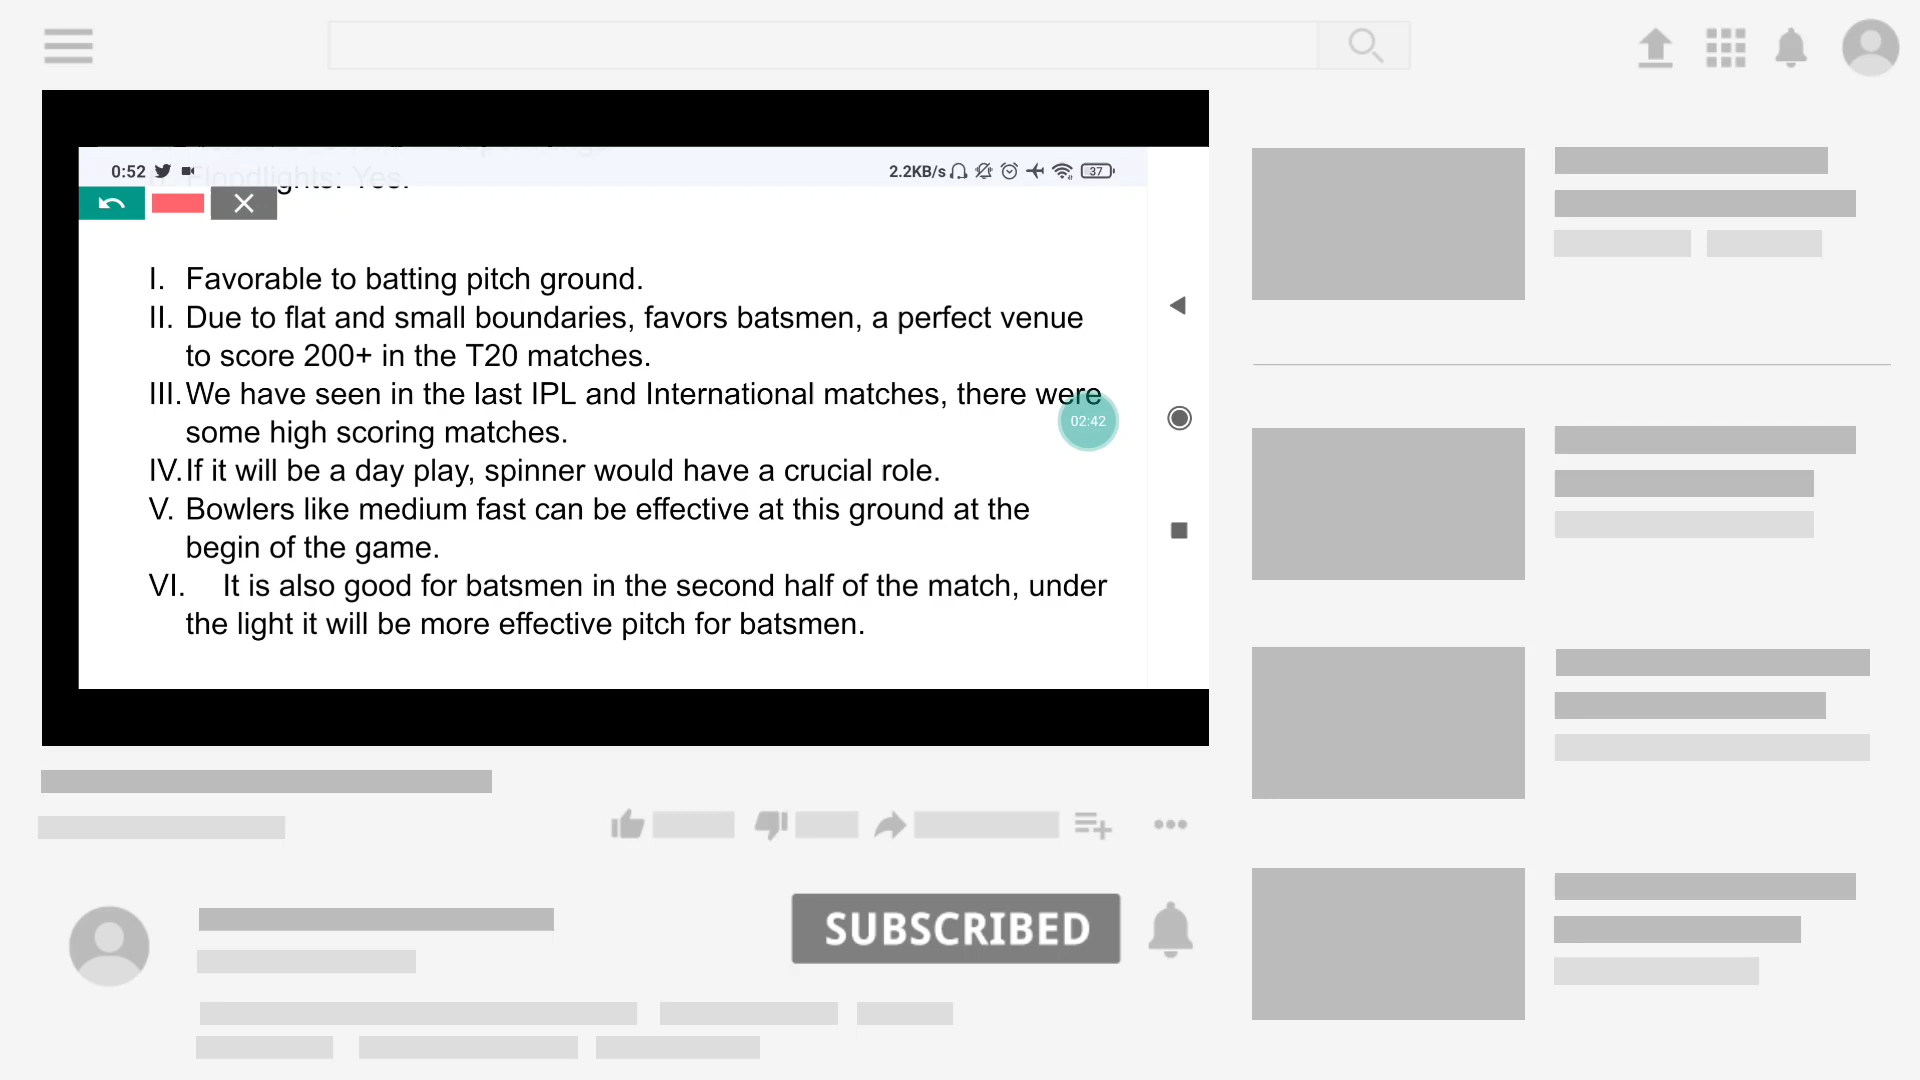 0:52
2.2KB/s
37
Floodlights: Yes.
I. Favorable to batting pitch ground.
II. Due to flat and small boundaries, favors batsmen, a perfect venue
to score 200+ in the T20 matches.
III. We have seen in the last IPL and International matches, there were
some high scoring matches.
02:42
IV. If it will be a day play, spinner would have a crucial role.
V. Bowlers like medium fast can be effective at this ground at the
begin of the game.
VI. It is also good for batsmen in the second half of the match, under
the light it will be more effective pitch for batsmen.
SUBSCRIBED